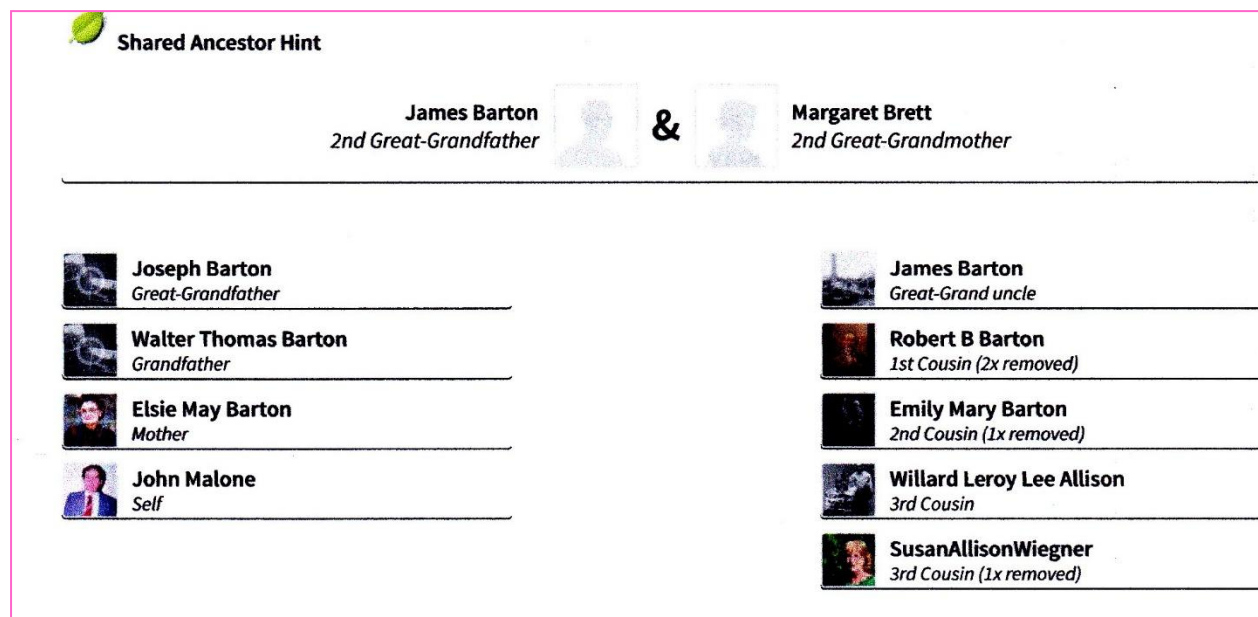 Shared Ancestor Hint
James Barton
2nd Great-Grandfather
&
Margaret Brett
2nd Great-Grandmother
Joseph Barton
Great-Grandfather
Walter Thomas Barton
Grandfather
Elsie May Barton
Mother
John Malone
Self
James Barton
Great-Grand uncle
Robert B Barton
1st Cousin (2x removed)
Emily Mary Barton
2nd Cousin (1x removed)
Willard Leroy Lee Allison
3rd Cousin
SusanAllisonWiegner
3rd Cousin (1x removed)